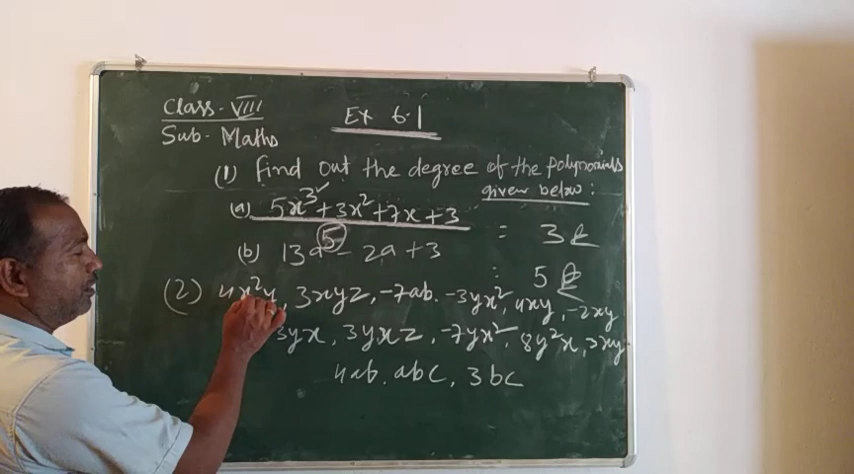 Class - VIII
Ex 6.1
Sub - Maths
(1) Find out the degree of the polynomials
given below :
(a) 5x³ + 3x² + 7x + 3 = 3
(b) 13a⁵ - 2a + 3 : 5
(2) 4x²y, 3xyz, -7ab. -3yx², 4xy, -2xy
3yx, 3yxz, -7yx², 8y²x, 2xy
4ab. abc, 3bc